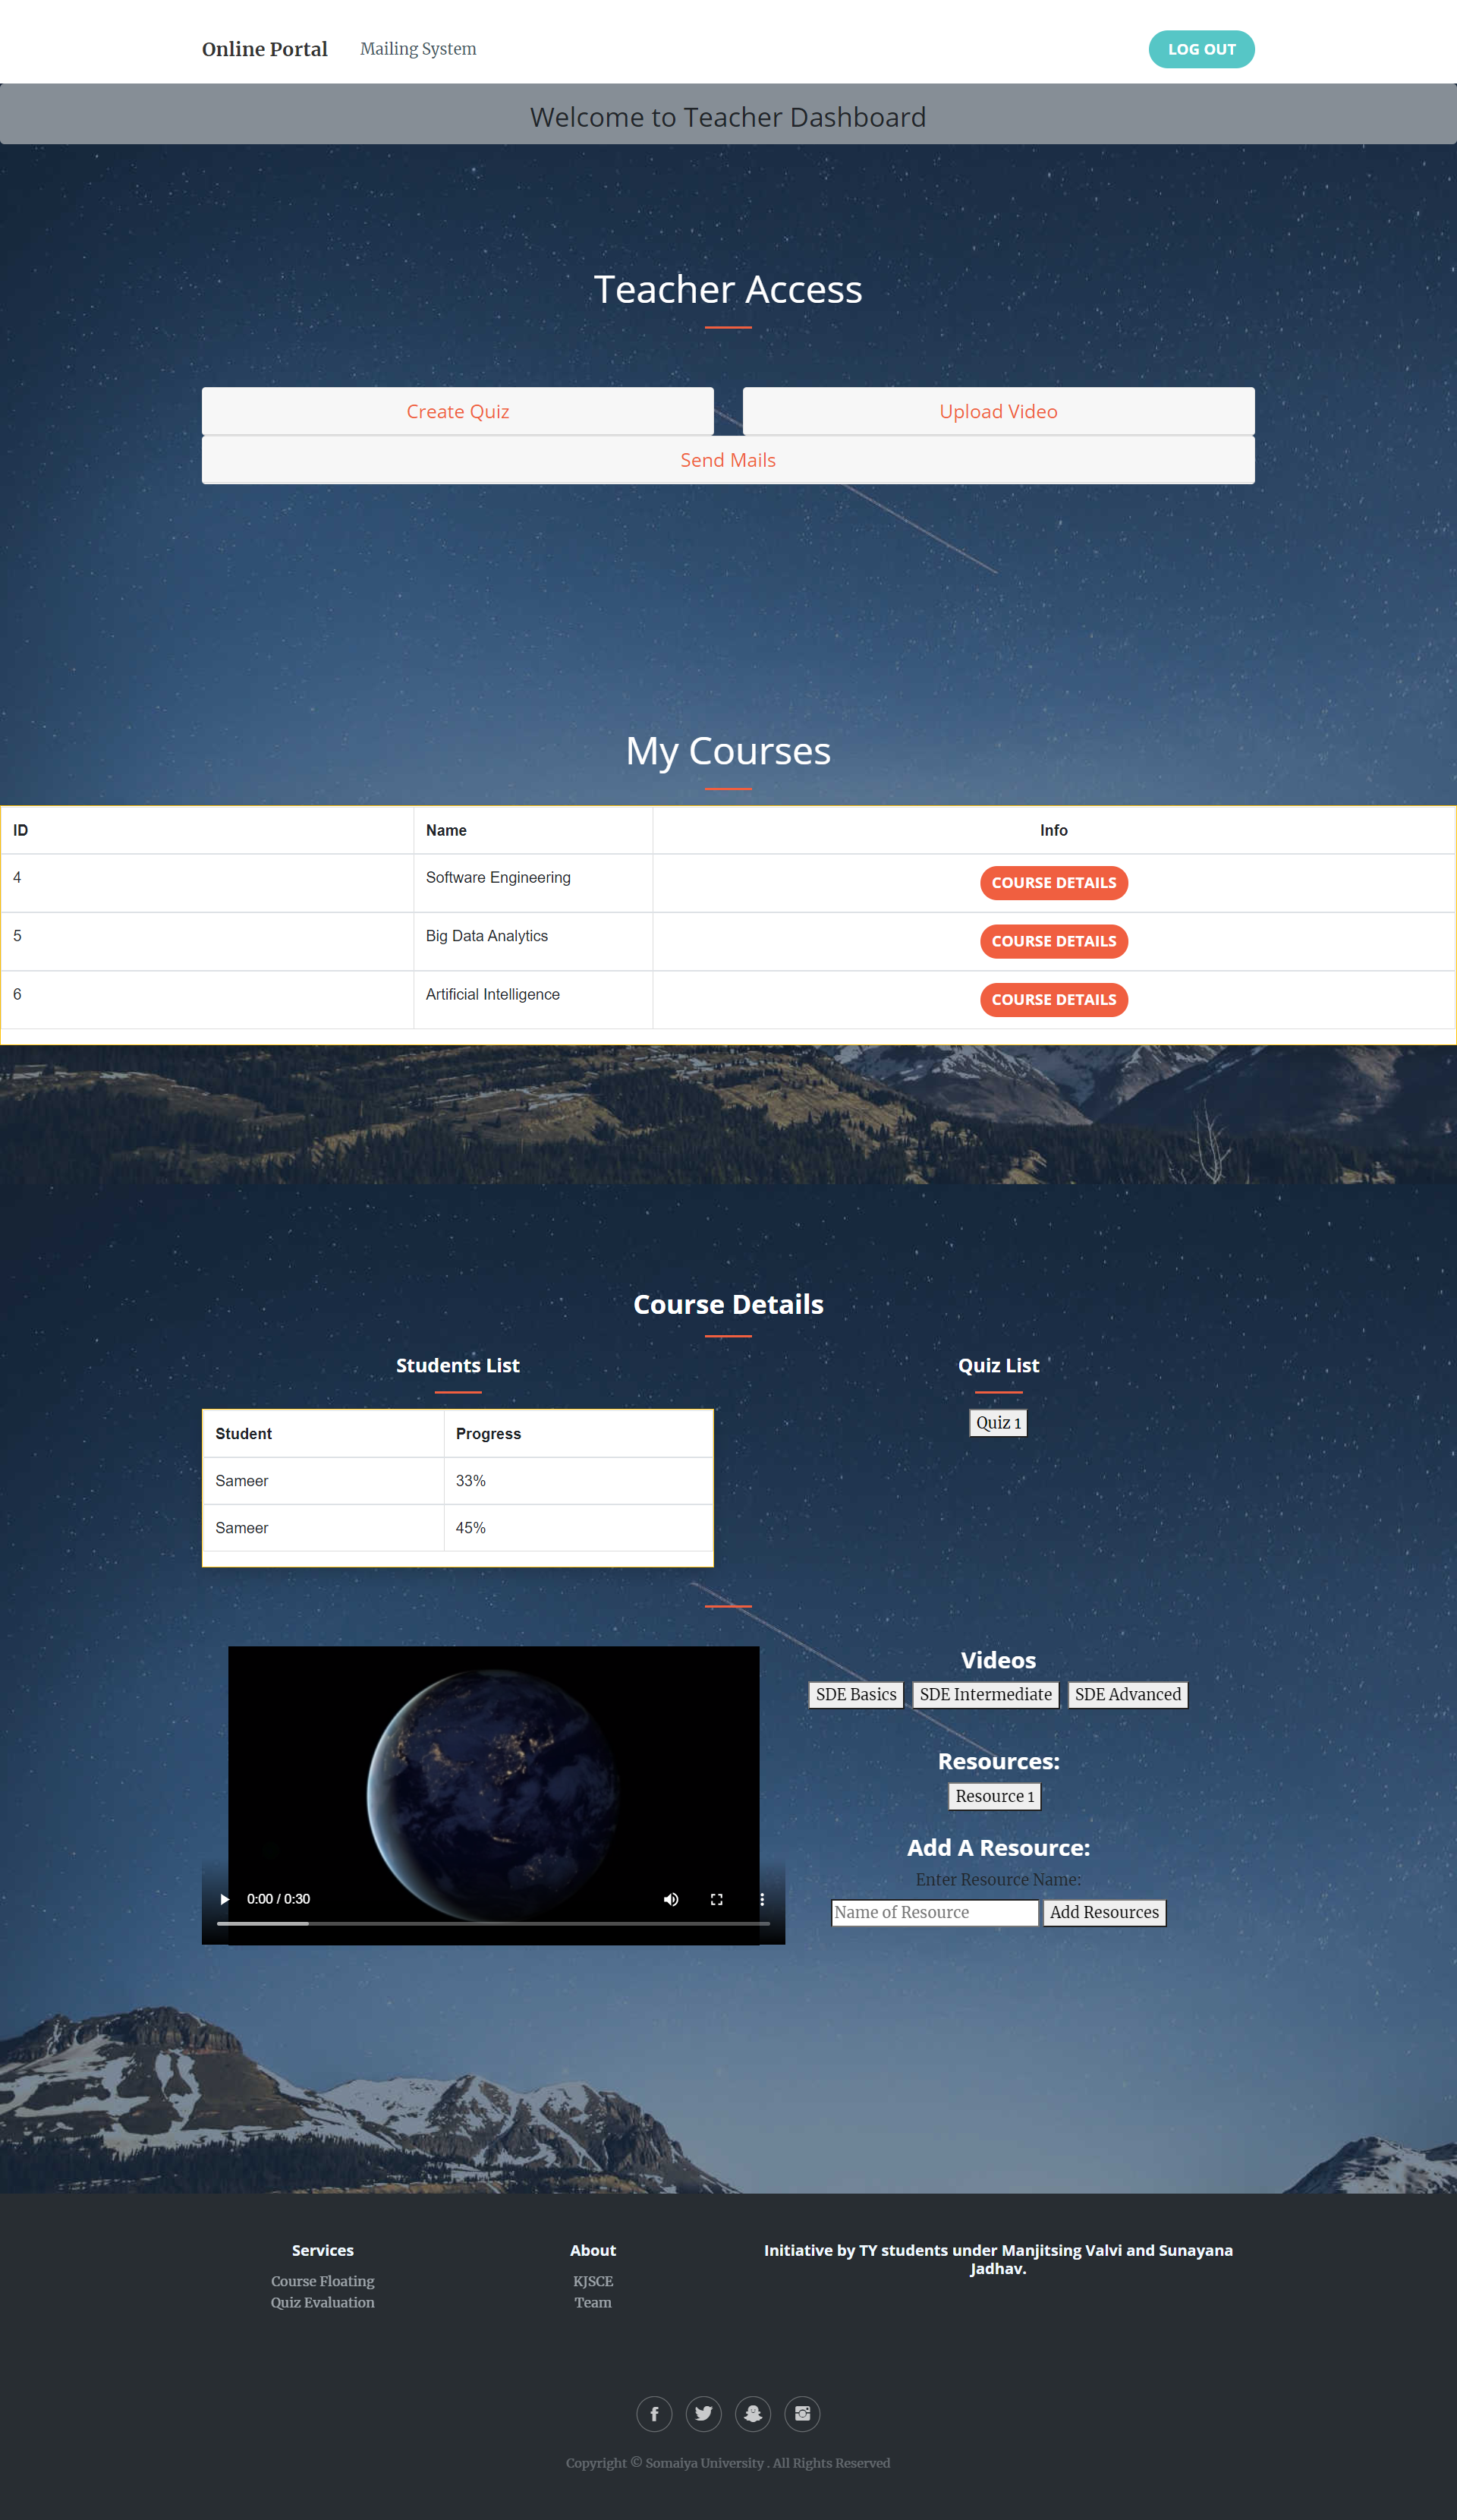 Online Portal
Mailing System
LOG OUT
Welcome to Teacher Dashboard
Teacher Access
Create Quiz
Upload Video
Send Mails
My Courses
ID Name Info
4 Software Engineering COURSE DETAILS
5 Big Data Analytics COURSE DETAILS
6 Artificial Intelligence COURSE DETAILS
Course Details
Students List
Student Progress
Sameer 33%
Sameer 45%
Quiz List
Quiz 1
0:00 / 0:30
Videos
SDE Basics SDE Intermediate SDE Advanced
Resources:
Resource 1
Add A Resource:
Enter Resource Name:
Name of Resource Add Resources
Services
Course Floating
Quiz Evaluation
About
KJSCE
Team
Initiative by TY students under Manjitsing Valvi and Sunayana
Jadhav.
Copyright © Somaiya University . All Rights Reserved